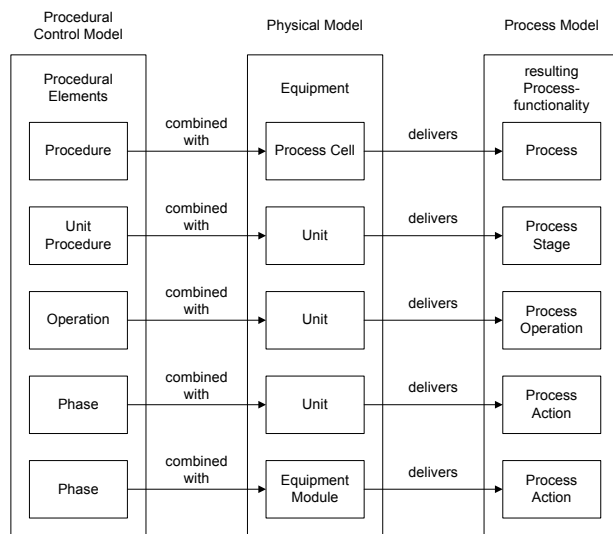 Procedural
Control Model
Physical Model
Process Model
Procedural
Elements
Equipment
resulting
Process-
functionality
Procedure
combined
with
Process Cell
delivers
Process
Unit
Procedure
combined
with
Unit
delivers
Process
Stage
Operation
combined
with
Unit
delivers
Process
Operation
Phase
combined
with
Unit
delivers
Process
Action
Phase
combined
with
Equipment
Module
delivers
Process
Action